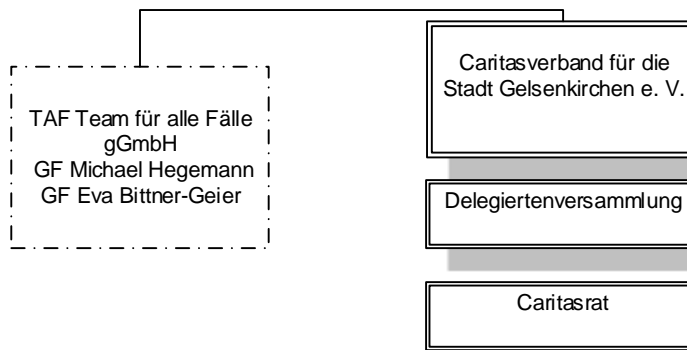 TAF Team für alle Fälle
gGmbH
GF Michael Hegemann
GF Eva Bittner-Geier
Caritasverband für die
Stadt Gelsenkirchen e. V.
Delegiertenversammlung
Caritasrat